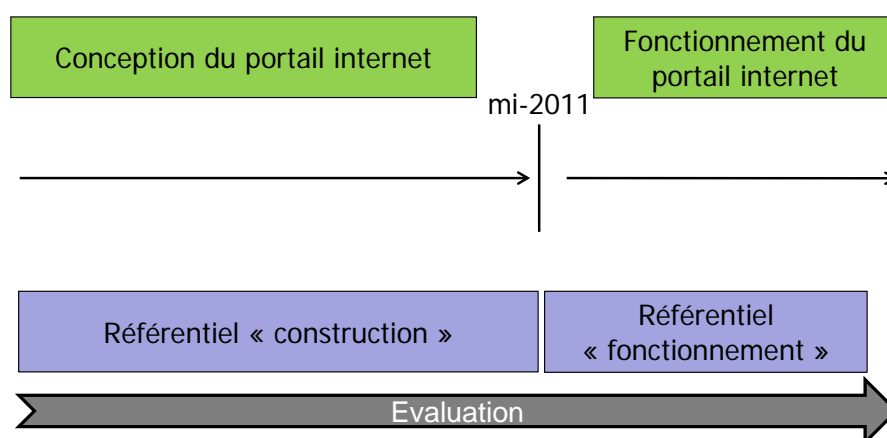 Conception du portail internet
Fonctionnement du
portail internet
mi-2011
Référentiel « construction »
Référentiel
« fonctionnement »
Evaluation